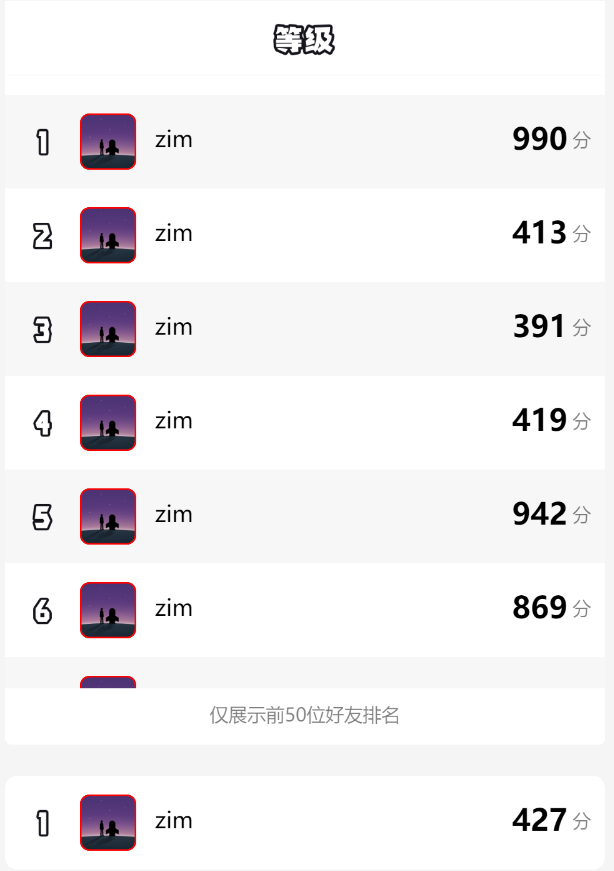 等级
1 zim 990 分
2 zim 413 分
3 zim 391 分
4 zim 419 分
5 zim 942 分
6 zim 869 分
仅展示前50位好友排名
1 zim 427 分